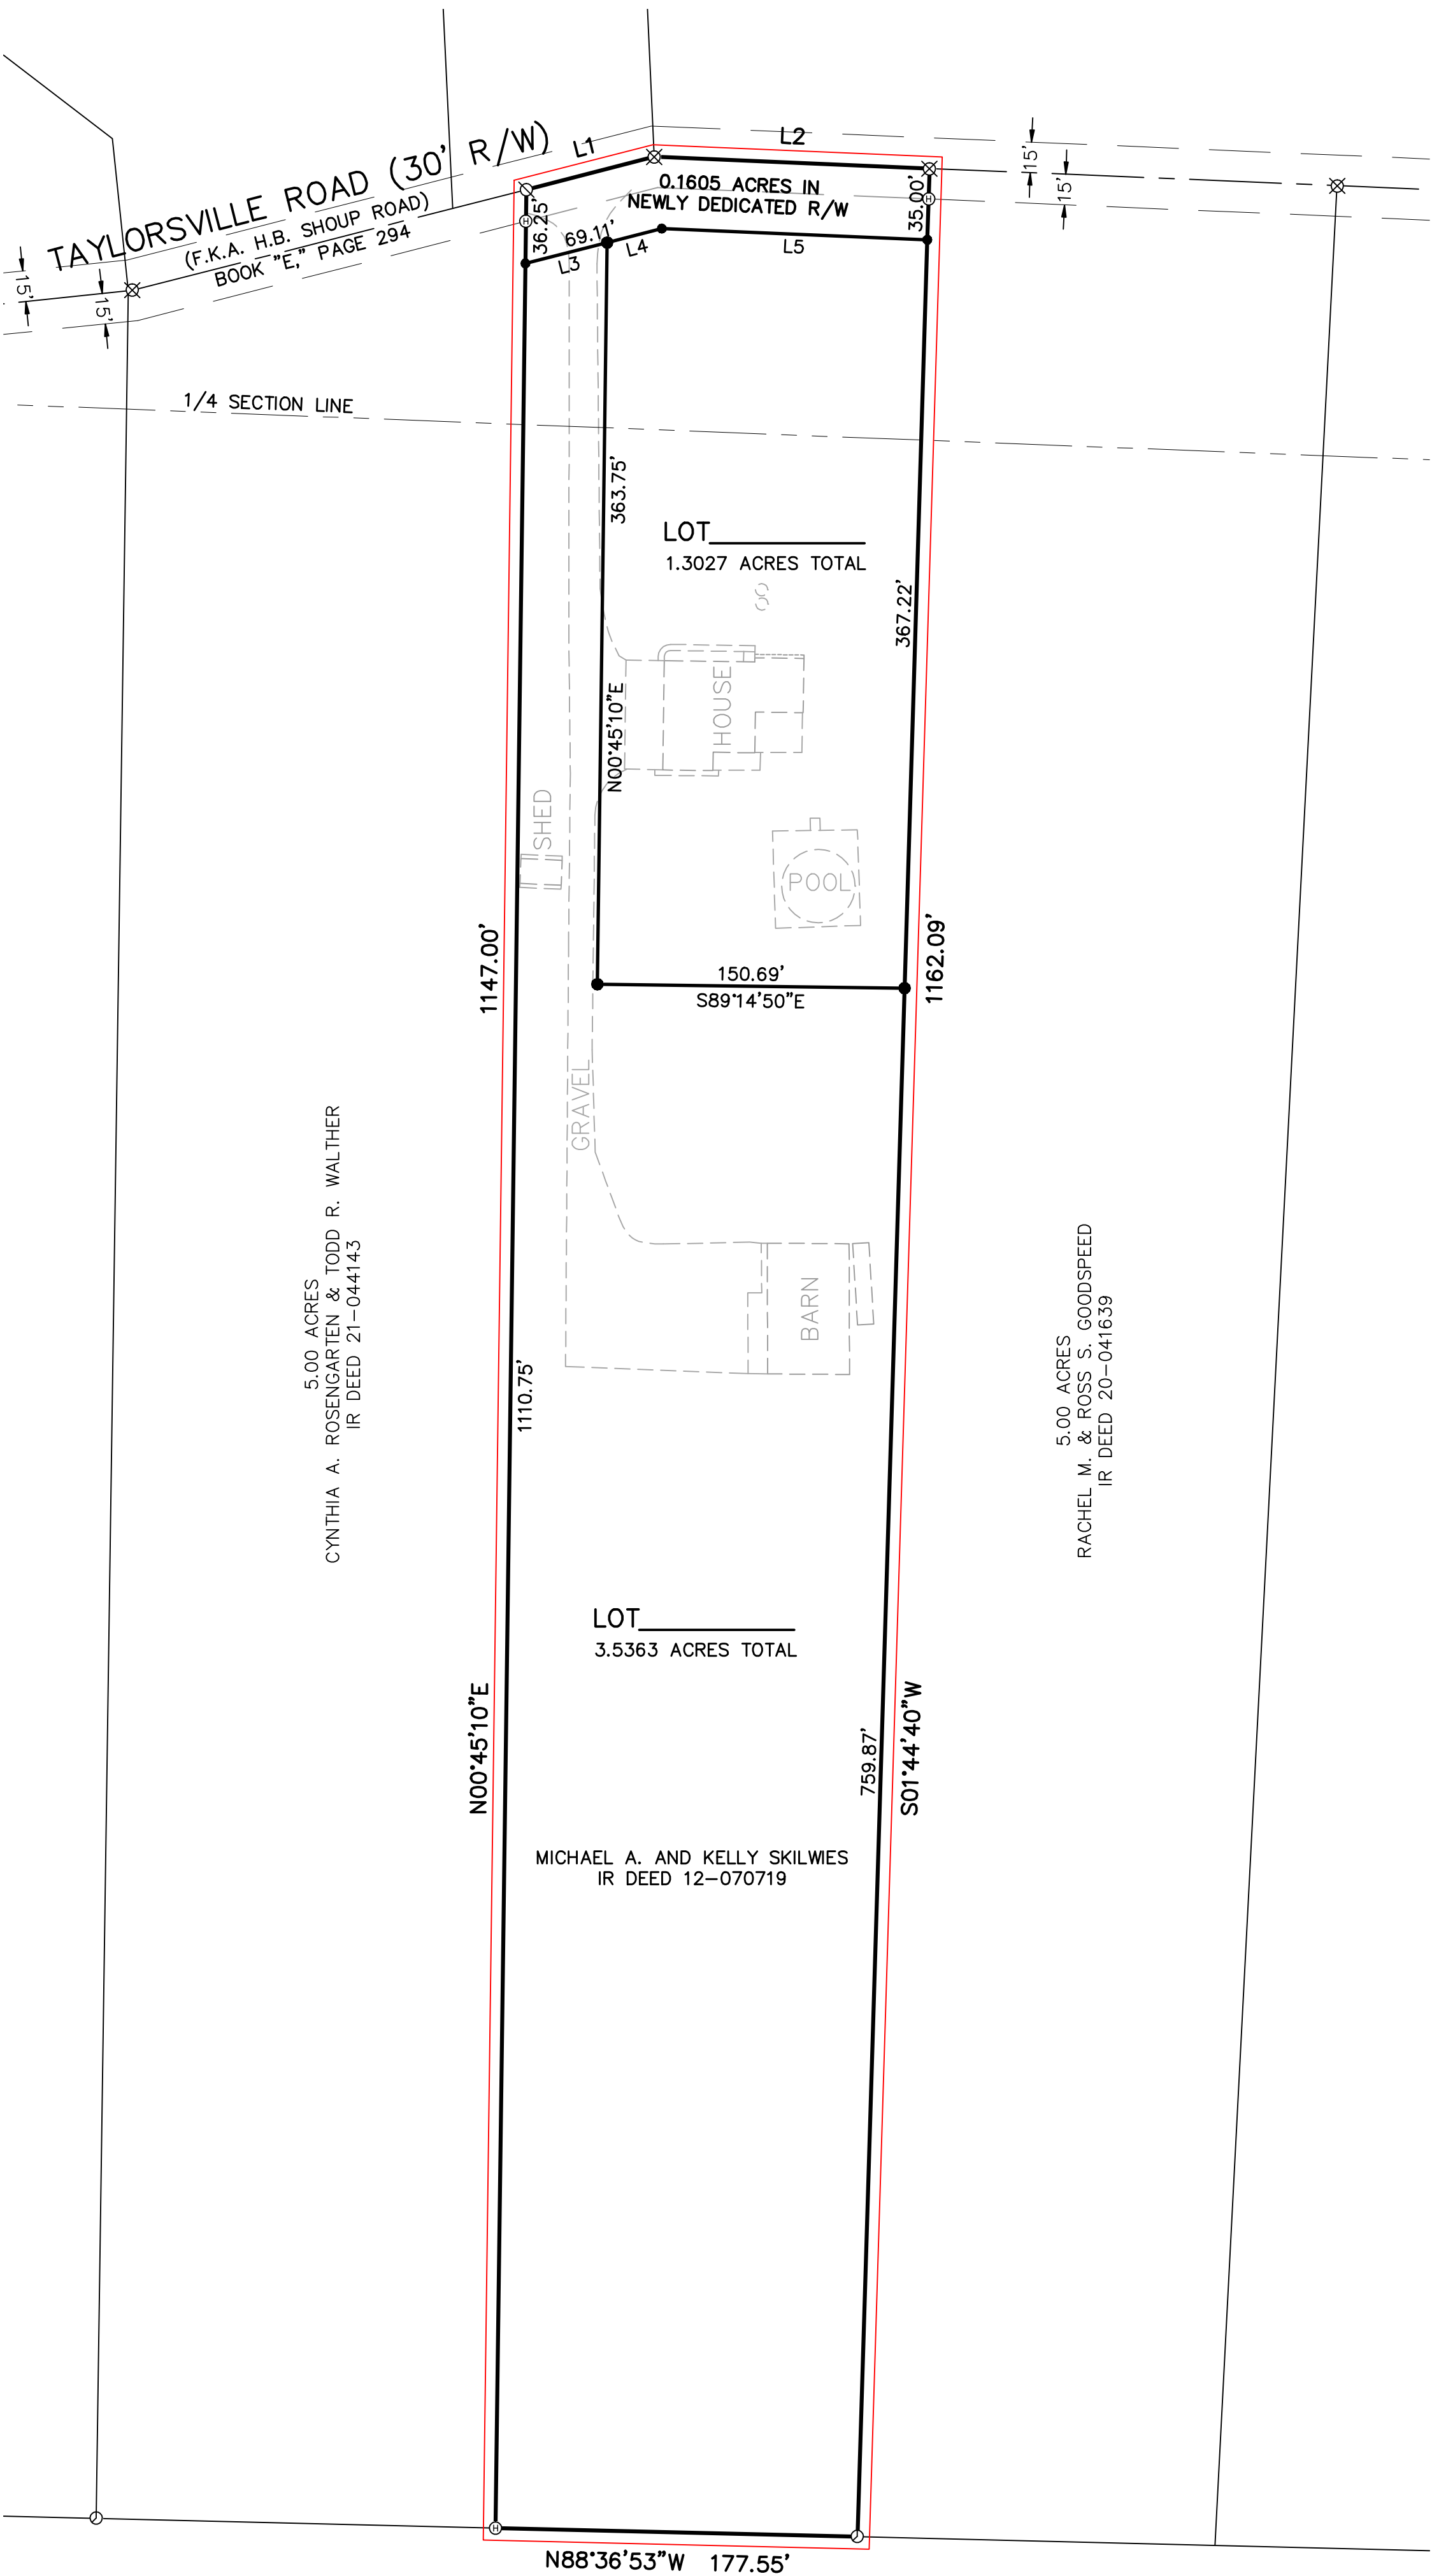 L2
L1
15'
15'
TAYLORSVILLE ROAD (30' R/W)
(F.K.A. H.B. SHOUP ROAD)
BOOK "E," PAGE 294
0.1605 ACRES IN
NEWLY DEDICATED R/W
35.00'
36.25'
69.11'
L3
L4
L5
15'
15'
1/4 SECTION LINE
363.75'
LOT
1.3027 ACRES TOTAL
367.22'
HOUSE
N00°45'10"E
SHED
POOL
1147.00'
1162.09'
150.69'
S89°14'50"E
GRAVEL
BARN
5.00 ACRES
CYNTHIA A. ROSENGARTEN & TODD R. WALTHER
IR DEED 21-044143
5.00 ACRES
RACHEL M. & ROSS S. GOODSPEED
IR DEED 20-041639
1110.75'
LOT
3.5363 ACRES TOTAL
N00°45'10"E
759.87'
S01°44'40"W
MICHAEL A. AND KELLY SKILWIES
IR DEED 12-070719
H
H
H
N88°36'53"W 177.55'